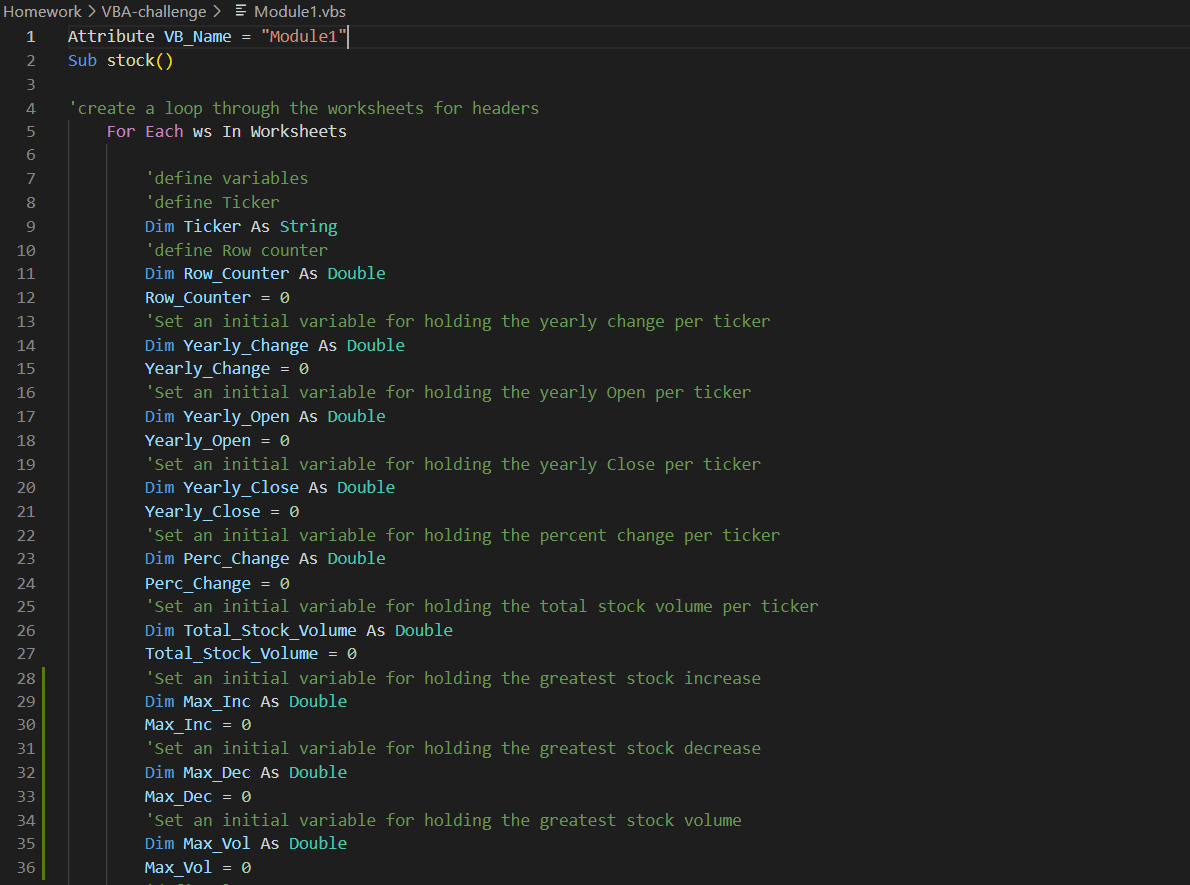 Homework > VBA-challenge > Module1.vbs
1 Attribute VB_Name = "Module1"
2 Sub stock()
3
4 'create a loop through the worksheets for headers
5 For Each ws In Worksheets
6
7 'define variables
8 'define Ticker
9 Dim Ticker As String
10 'define Row counter
11 Dim Row_Counter As Double
12 Row_Counter = 0
13 'Set an initial variable for holding the yearly change per ticker
14 Dim Yearly_Change As Double
15 Yearly_Change = 0
16 'Set an initial variable for holding the yearly Open per ticker
17 Dim Yearly_Open As Double
18 Yearly_Open = 0
19 'Set an initial variable for holding the yearly Close per ticker
20 Dim Yearly_Close As Double
21 Yearly_Close = 0
22 'Set an initial variable for holding the percent change per ticker
23 Dim Perc_Change As Double
24 Perc_Change = 0
25 'Set an initial variable for holding the total stock volume per ticker
26 Dim Total_Stock_Volume As Double
27 Total_Stock_Volume = 0
28 'Set an initial variable for holding the greatest stock increase
29 Dim Max_Inc As Double
30 Max_Inc = 0
31 'Set an initial variable for holding the greatest stock decrease
32 Dim Max_Dec As Double
33 Max_Dec = 0
34 'Set an initial variable for holding the greatest stock volume
35 Dim Max_Vol As Double
36 Max_Vol = 0